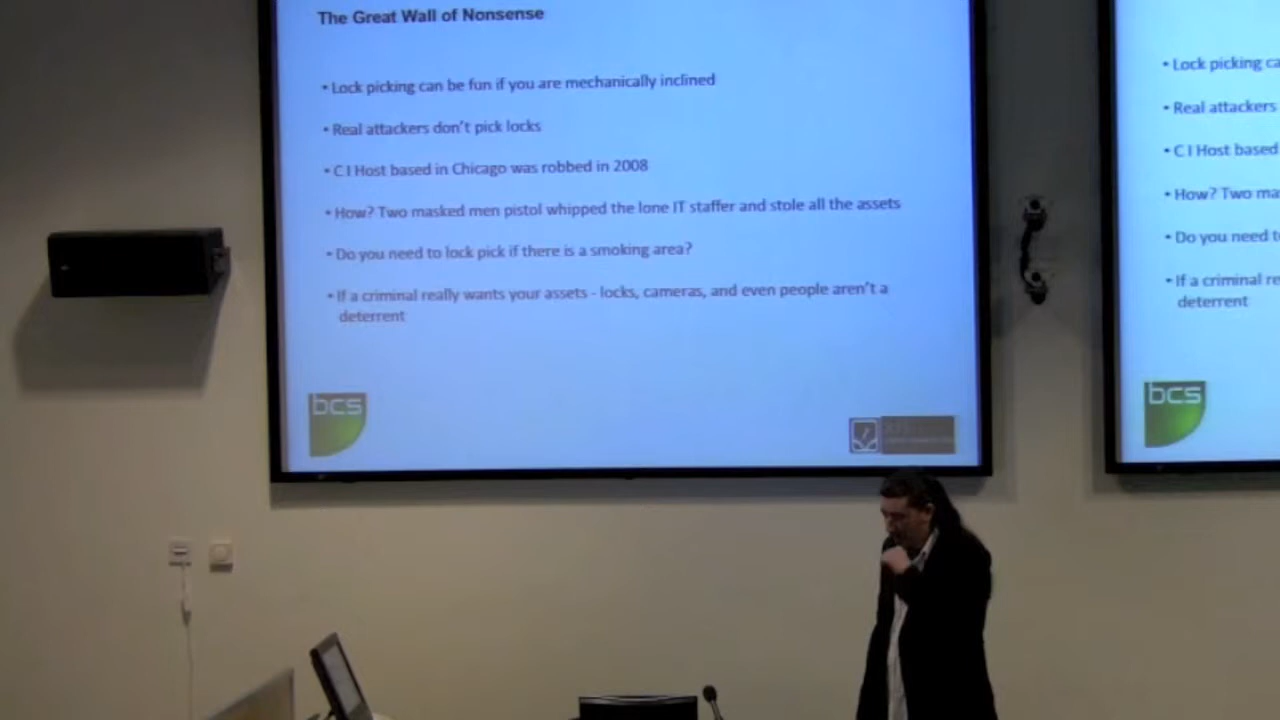 The Great Wall of Nonsense
• Lock picking can be fun if you are mechanically inclined
• Real attackers don't pick locks
• C I Host based in Chicago was robbed in 2008
• How? Two masked men pistol whipped the lone IT staffer and stole all the assets
• Do you need to lock pick if there is a smoking area?
• If a criminal really wants your assets - locks, cameras, and even people aren't a
deterrent
bcs
• Lock picking ca
• Real attackers
• C I Host based
• How? Two ma
• Do you need t
• If a criminal re
deterrent
bcs